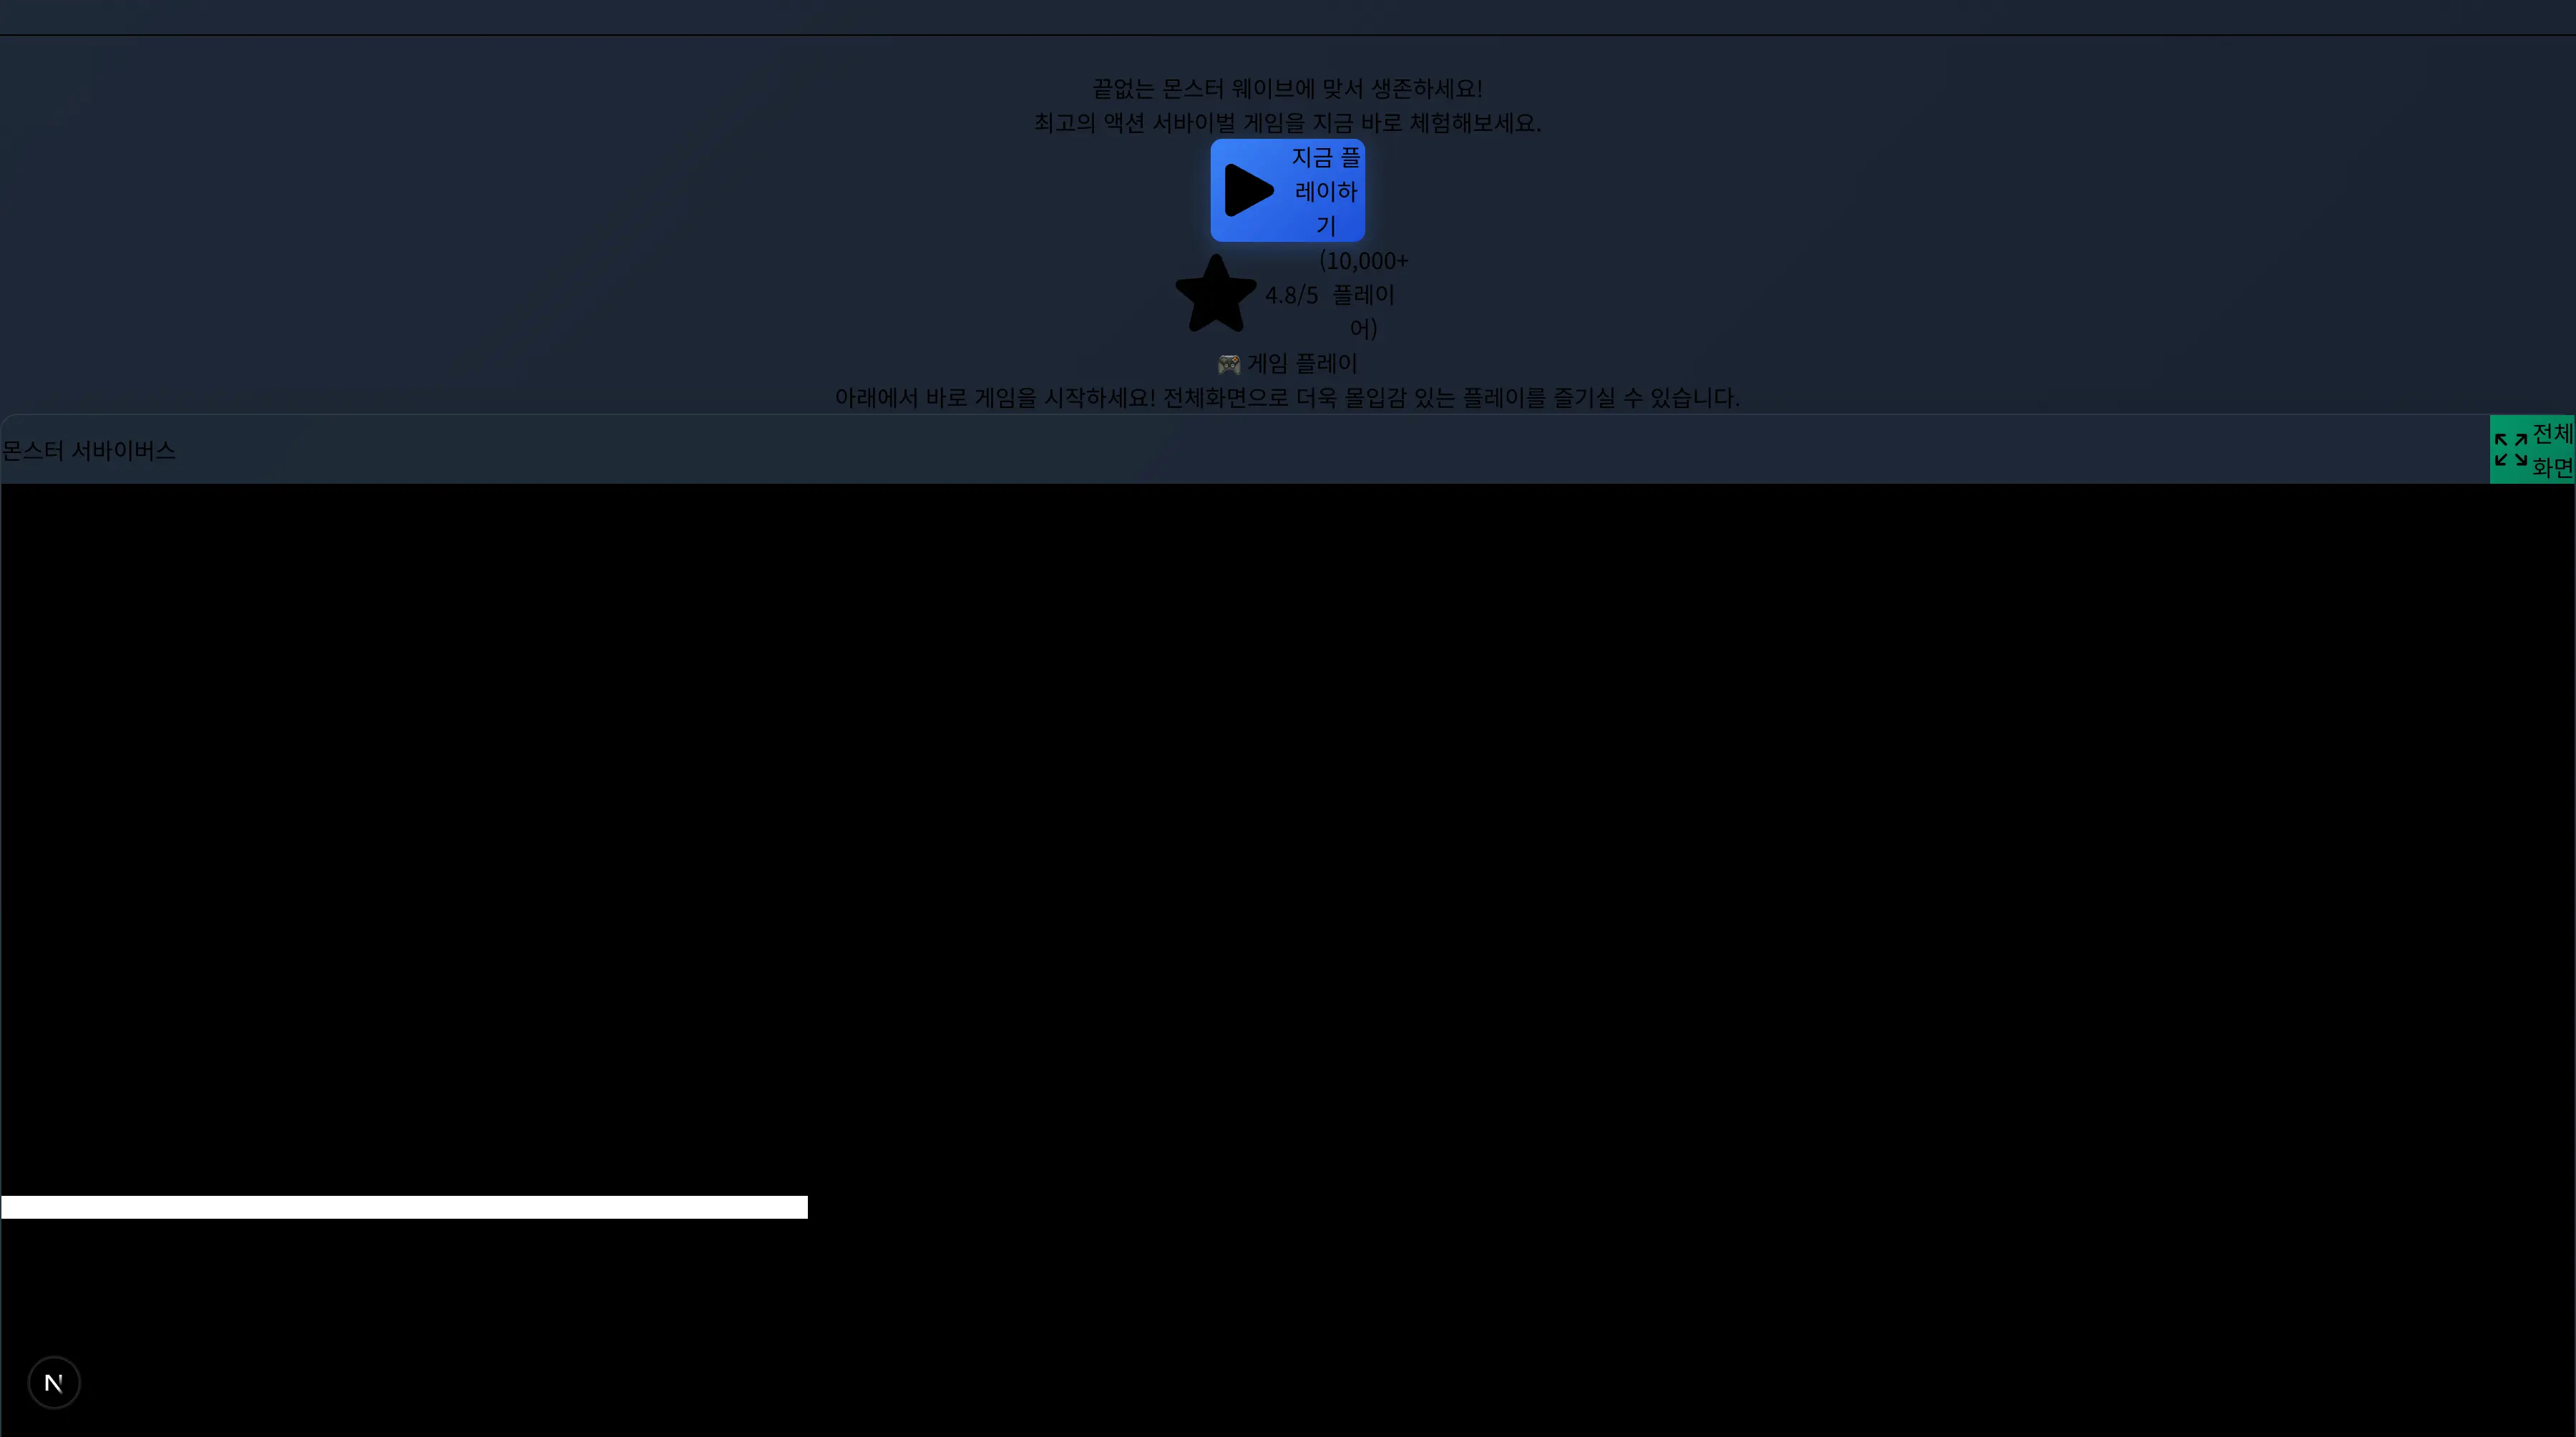 끝없는 몬스터 웨이브에 맞서 생존하세요!
최고의 액션 서바이벌 게임을 지금 바로 체험해보세요.
지금 플
레이하
기
4.8/5
(10,000+
플레이
어)
🎮 게임 플레이
아래에서 바로 게임을 시작하세요! 전체화면으로 더욱 몰입감 있는 플레이를 즐기실 수 있습니다.
몬스터 서바이버스
전체
화면
N